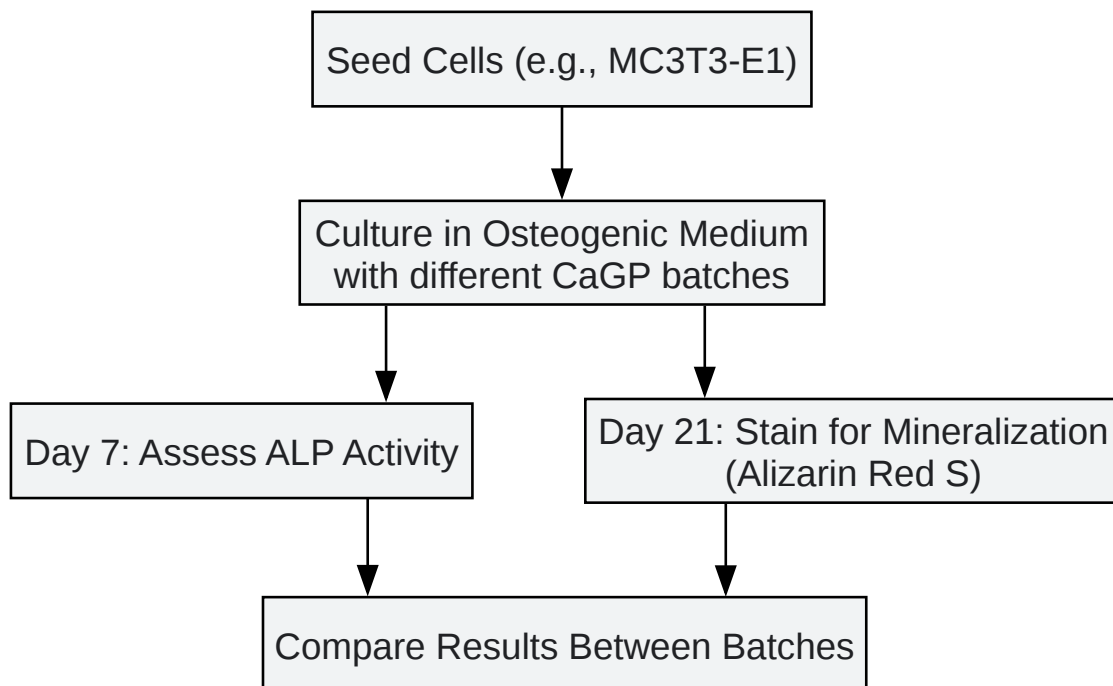 Seed Cells (e.g., MC3T3-E1)
Culture in Osteogenic Medium
with different CaGP batches
Day 7: Assess ALP Activity
Day 21: Stain for Mineralization
(Alizarin Red S)
Compare Results Between Batches